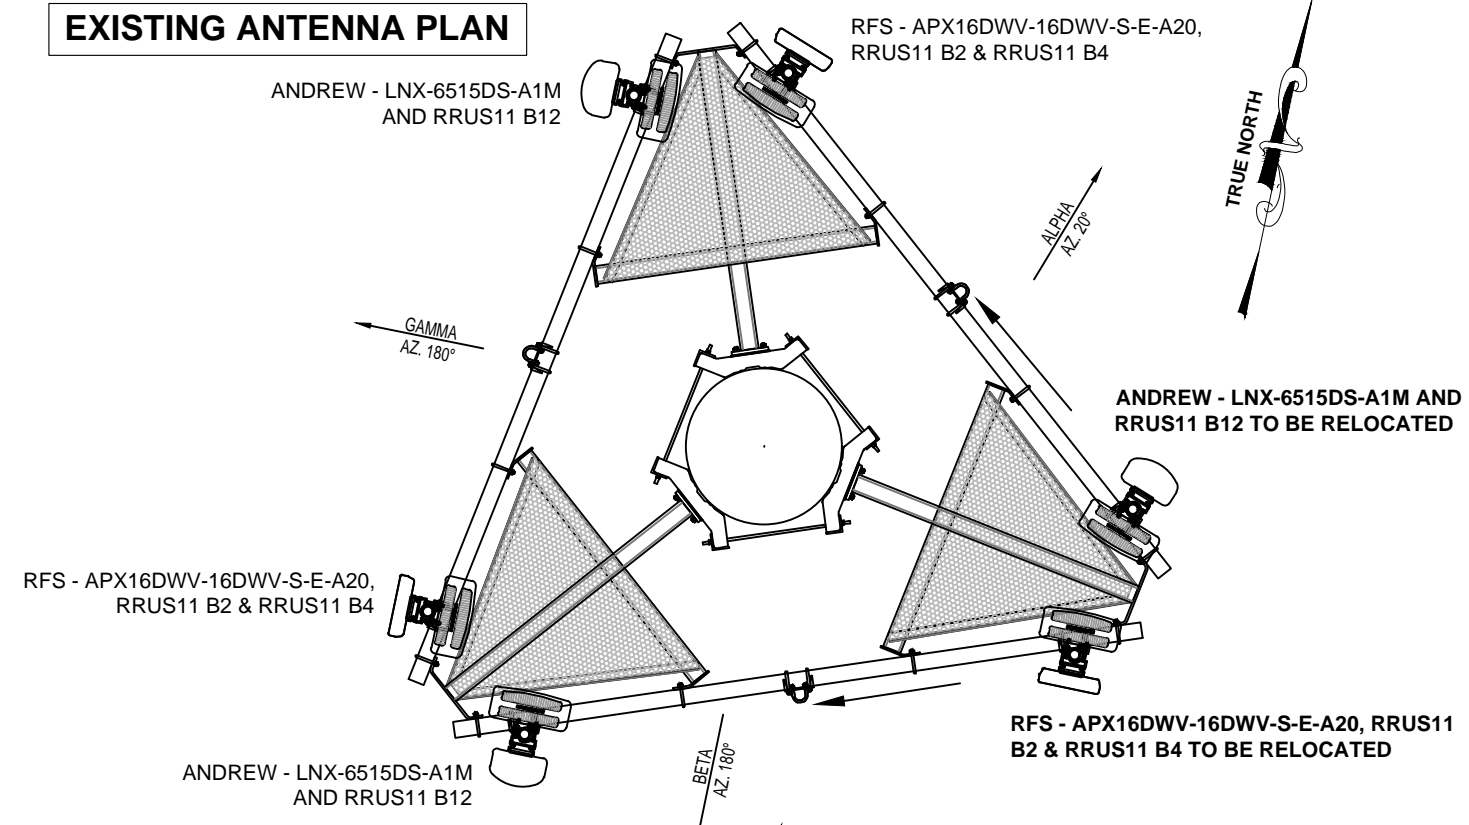 EXISTING ANTENNA PLAN
RFS - APX16DWV-16DWV-S-E-A20,
RRUS11 B2 & RRUS11 B4
ANDREW - LNX-6515DS-A1M
AND RRUS11 B12
TRUE NORTH
ALPHA
AZ. 20°
GAMMA
AZ. 180°
ANDREW - LNX-6515DS-A1M AND
RRUS11 B12 TO BE RELOCATED
RFS - APX16DWV-16DWV-S-E-A20,
RRUS11 B2 & RRUS11 B4
RFS - APX16DWV-16DWV-S-E-A20, RRUS11
B2 & RRUS11 B4 TO BE RELOCATED
BETA
AZ. 180°
ANDREW - LNX-6515DS-A1M
AND RRUS11 B12